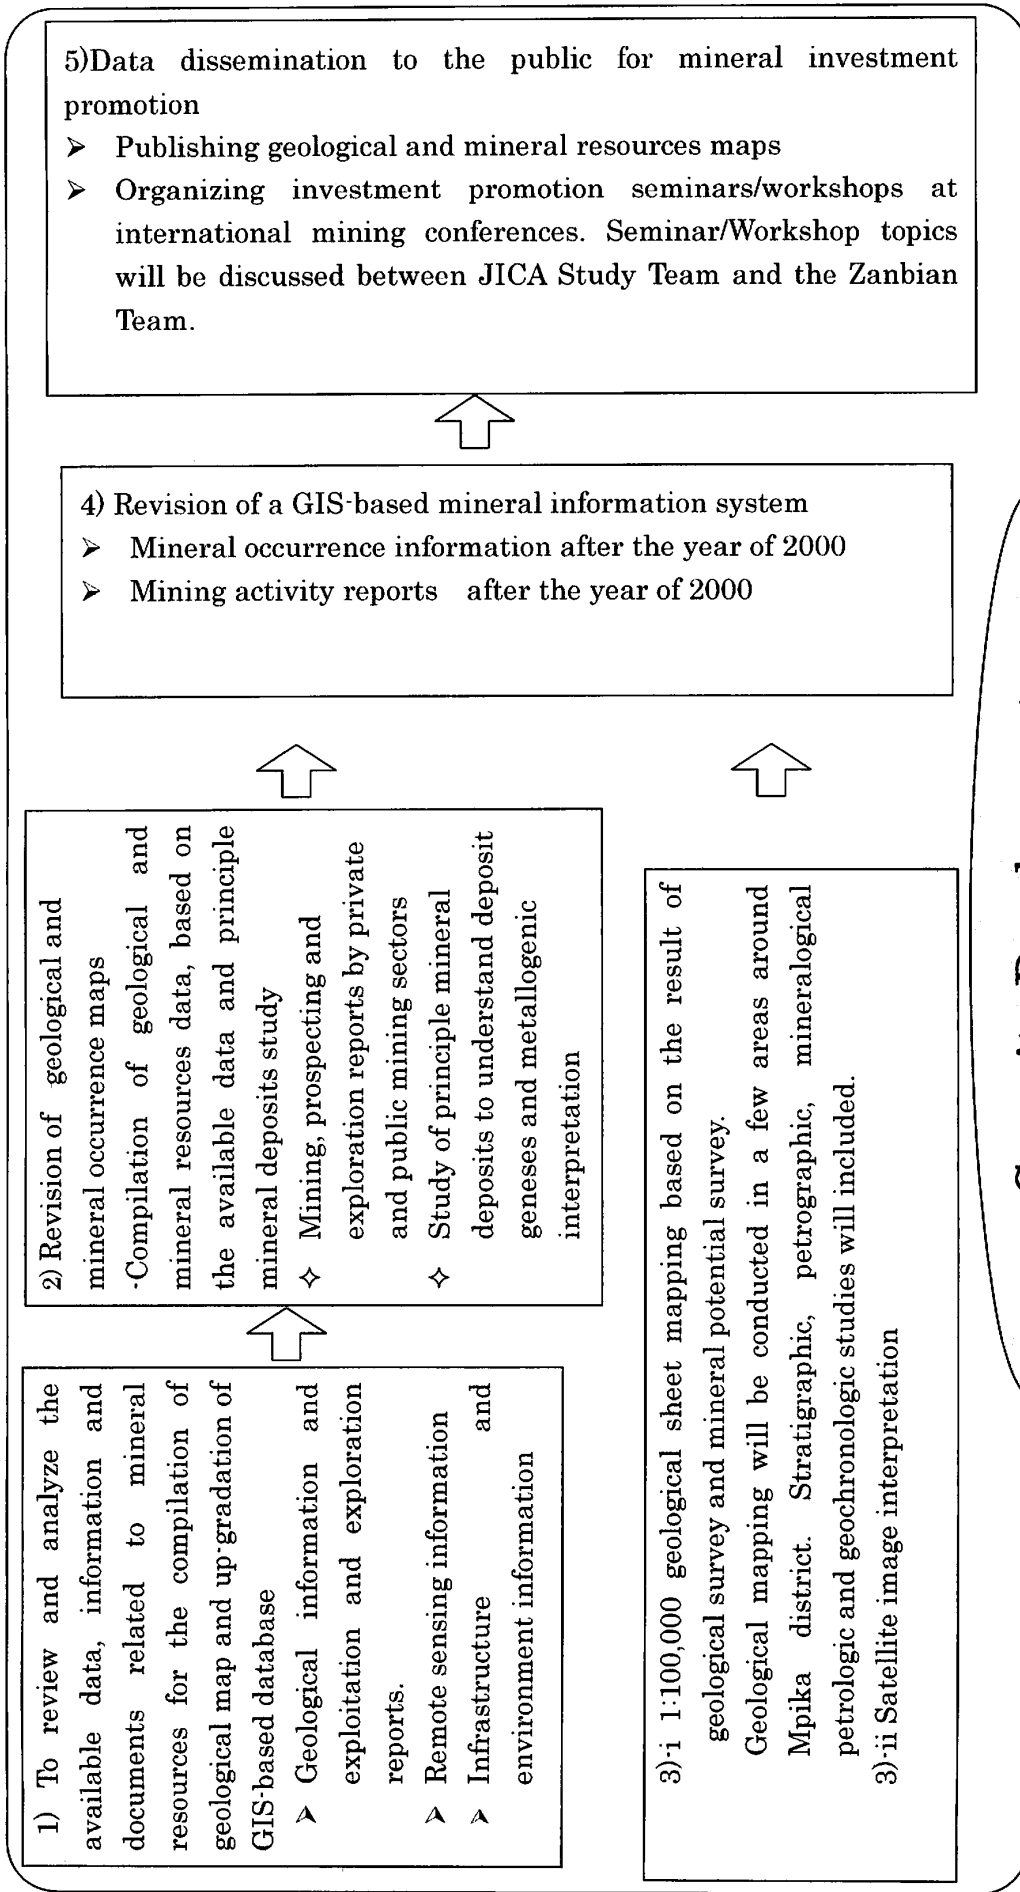 5)Data dissemination to the public for mineral investment
promotion
➢ Publishing geological and mineral resources maps
➢ Organizing investment promotion seminars/workshops at
international mining conferences. Seminar/Workshop topics
will be discussed between JICA Study Team and the Zanbian
Team.
4) Revision of a GIS-based mineral information system
➢ Mineral occurrence information after the year of 2000
➢ Mining activity reports after the year of 2000
2) Revision of geological and
mineral occurrence maps
-Compilation of geological and
mineral resources data, based on
the available data and principle
mineral deposits study
✧ Mining, prospecting and
exploration reports by private
and public mining sectors
✧ Study of principle mineral
deposits to understand deposit
geneses and metallogenic
interpretation
1) To review and analyze the
available data, information and
documents related to mineral
resources for the compilation of
geological map and up-gradation of
GIS-based database
➢ Geological information and
exploitation and exploration
reports.
➢ Remote sensing information
➢ Infrastructure and
environment information
3)-i 1:100,000 geological sheet mapping based on the result of
geological survey and mineral potential survey.
Geological mapping will be conducted in a few areas around
Mpika district. Stratigraphic, petrographic, mineralogical
petrologic and geochronologic studies will included.
3)-ii Satellite image interpretation